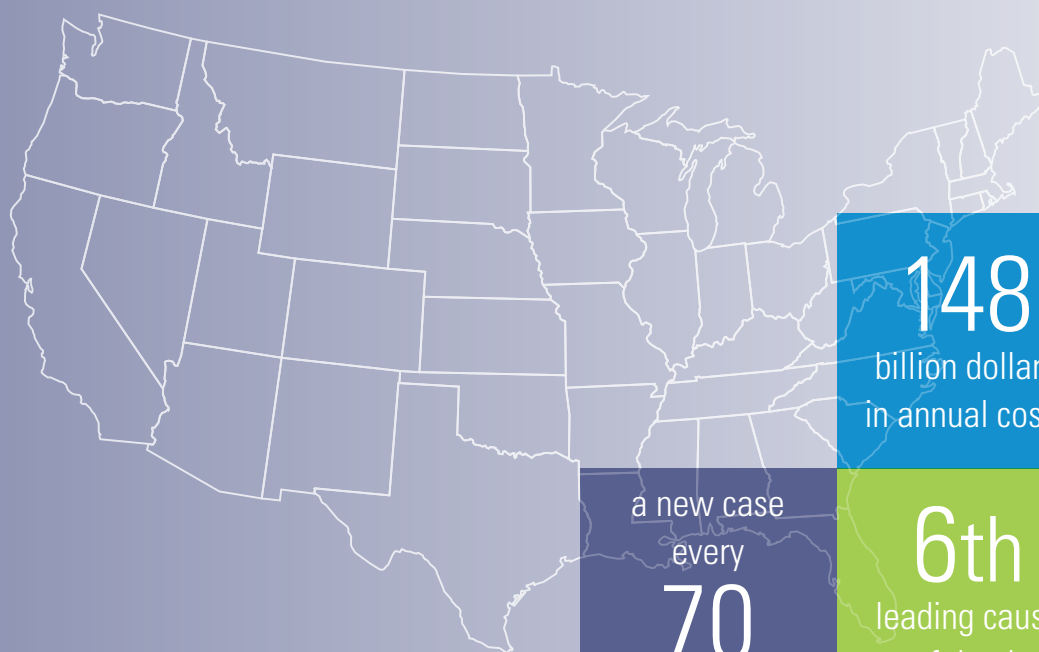 148
billion dollar
in annual cos
a new case
every
70
6th
leading caus